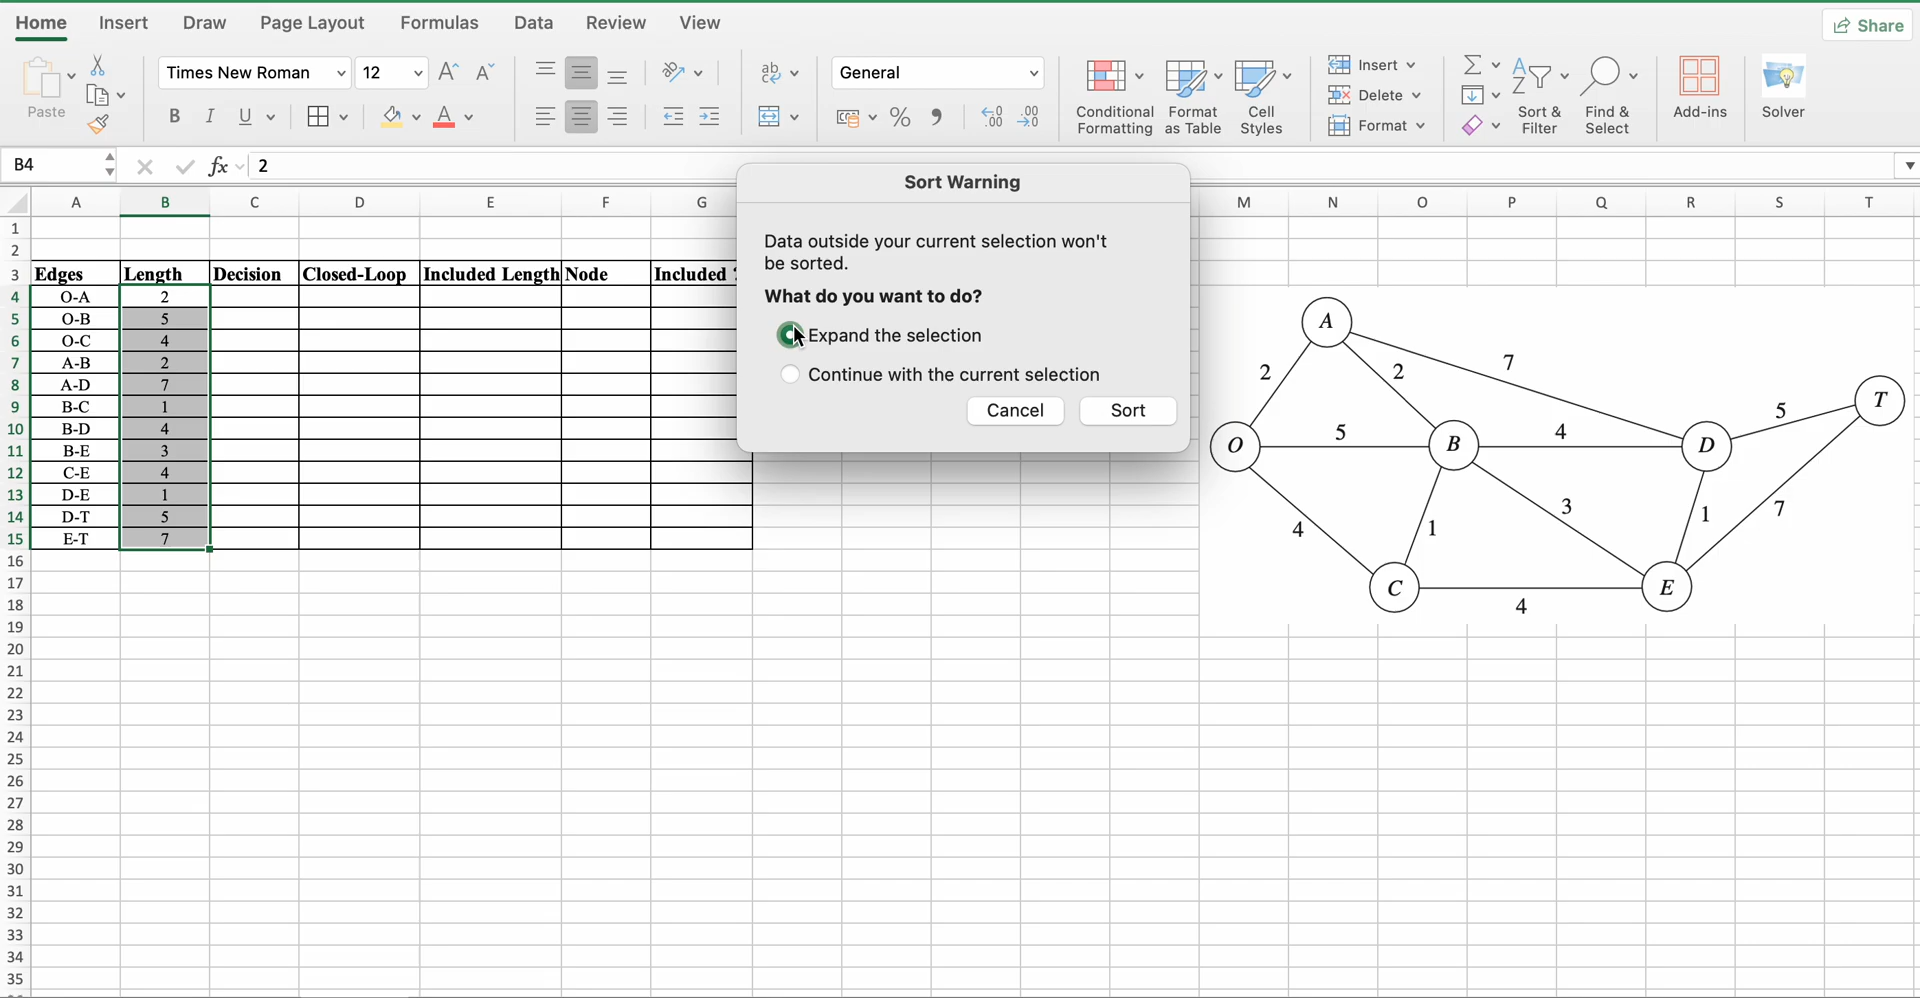 Home Insert Draw Page Layout Formulas Data Review View Share
Paste Times New Roman 12 General Conditional Formatting Format as Table Cell Styles Insert Delete Format Sort & Filter Find & Select Add-ins Solver
B4 fx 2
A B C D E F G M N O P Q R S T
1
2
3 Edges Length Decision Closed-Loop Included Length Node Included ?
4 O-A 2
5 O-B 5
6 O-C 4
7 A-B 2
8 A-D 7
9 B-C 1
10 B-D 4
11 B-E 3
12 C-E 4
13 D-E 1
14 D-T 5
15 E-T 7
16
17
18
19
20
21
22
23
24
25
26
27
28
29
30
31
32
33
34
35
Sort Warning
Data outside your current selection won't
be sorted.
What do you want to do?
Expand the selection
Continue with the current selection
Cancel Sort
A
2 2 7
T
5
O 5 B 4 D
4 1 3 1 7
C 4 E